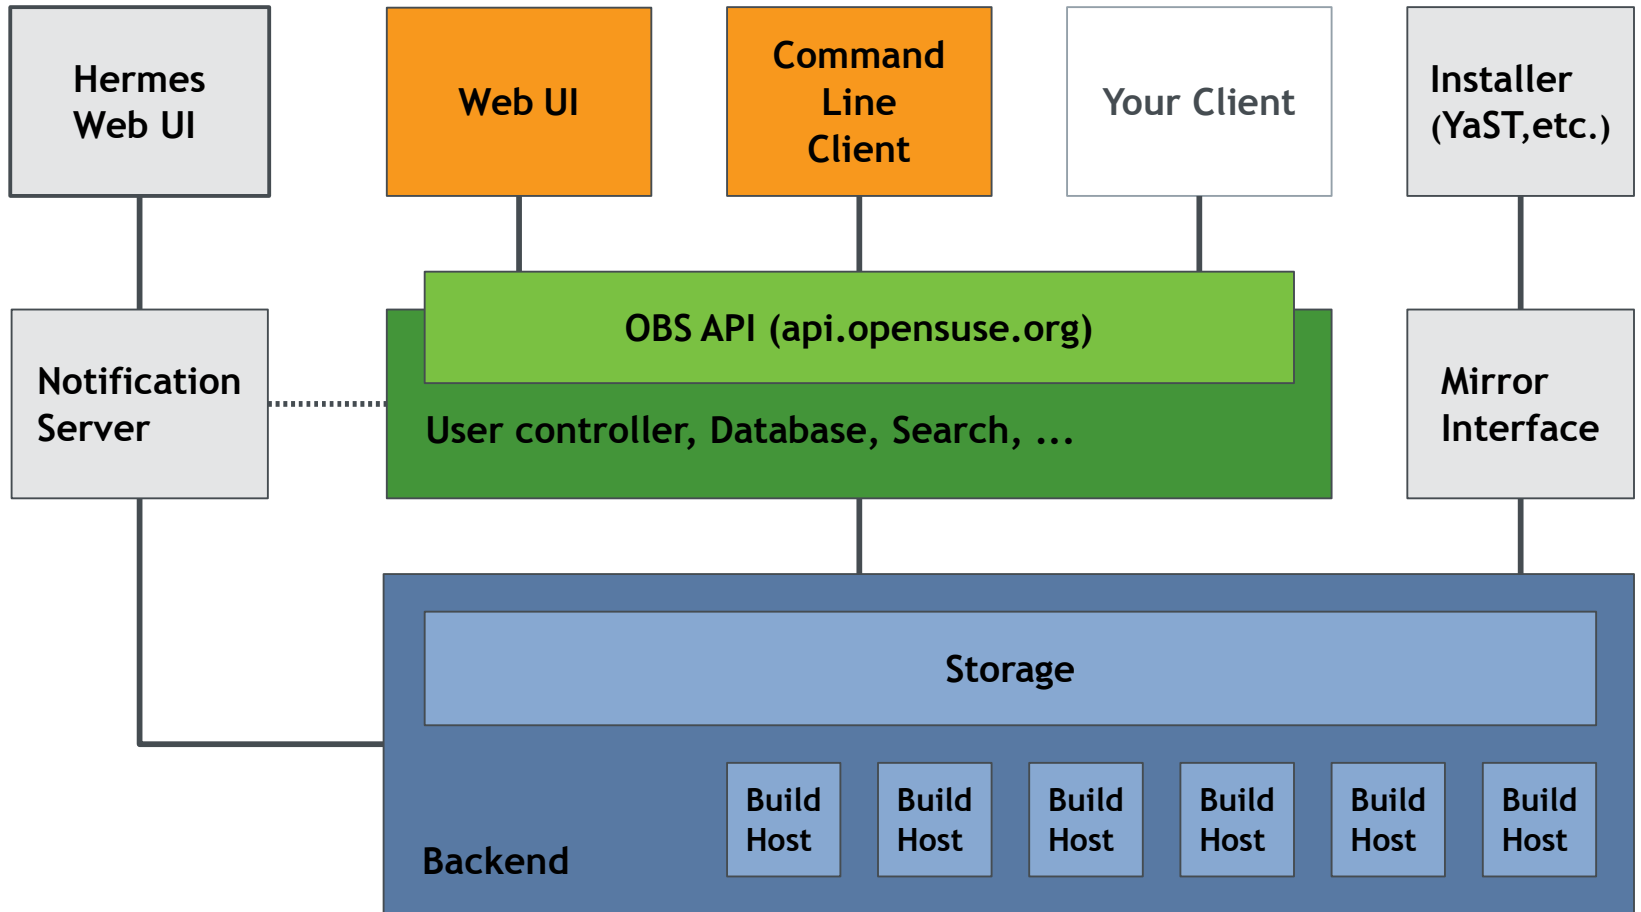 Hermes
Web UI
Web UI
Command
Line
Client
Your Client
Installer
(YaST,etc.)
OBS API (api.opensuse.org)
Notification
Server
User controller, Database, Search, ...
Mirror
Interface
Storage
Build
Host
Build
Host
Build
Host
Build
Host
Build
Host
Build
Host
Backend